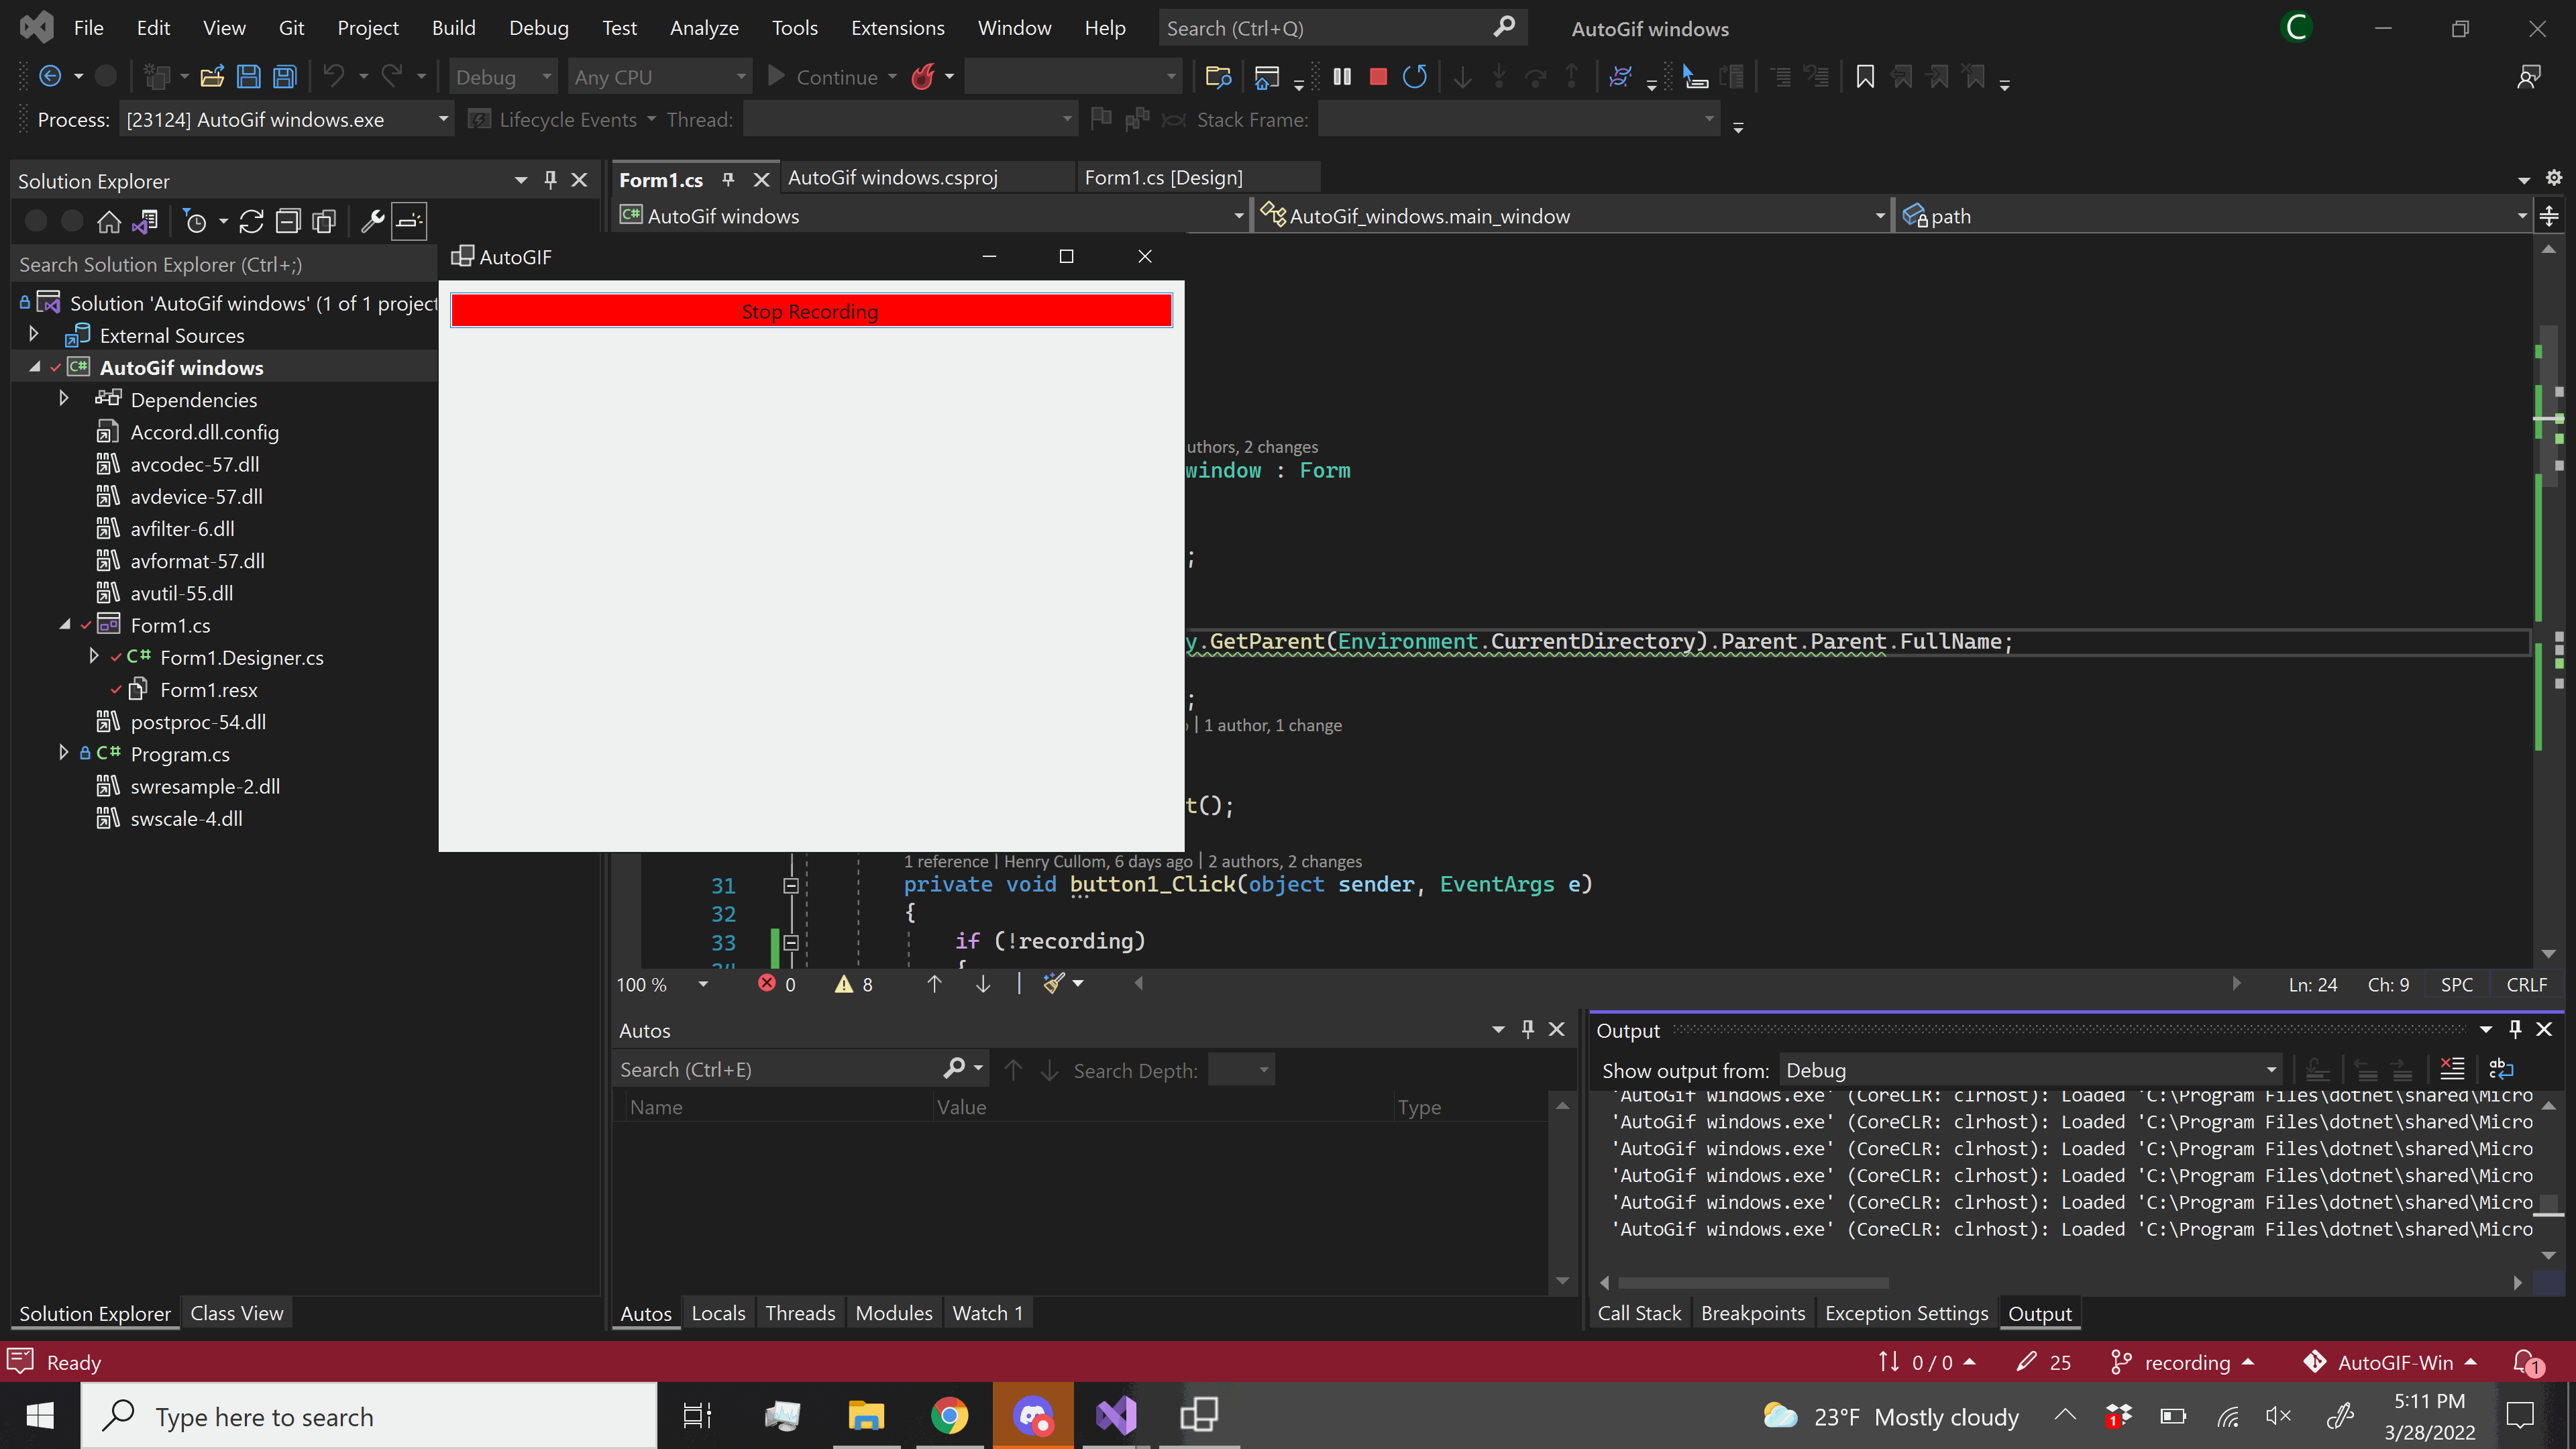 File Edit View Git Project Build Debug Test Analyze Tools Extensions Window Help Search (Ctrl+Q) AutoGif windows C
Debug Any CPU Continue
Process: [23124] AutoGif windows.exe Lifecycle Events Thread: Stack Frame:
Solution Explorer
Search Solution Explorer (Ctrl+;)
Solution 'AutoGif windows' (1 of 1 project
External Sources
C# AutoGif windows
Dependencies
Accord.dll.config
avcodec-57.dll
avdevice-57.dll
avfilter-6.dll
avformat-57.dll
avutil-55.dll
Form1.cs
C# Form1.Designer.cs
Form1.resx
postproc-54.dll
C# Program.cs
swresample-2.dll
swscale-4.dll
Solution Explorer Class View
Form1.cs AutoGif windows.csproj Form1.cs [Design]
C# AutoGif windows AutoGif_windows.main_window path
AutoGIF
Stop Recording
uthors, 2 changes
window : Form
;
y.GetParent(Environment.CurrentDirectory).Parent.Parent.FullName;
;
| 1 author, 1 change
t();
1 reference | Henry Cullom, 6 days ago | 2 authors, 2 changes
31 private void button1_Click(object sender, EventArgs e)
32 {
33 if (!recording)
34 {
100 % 0 8 Ln: 24 Ch: 9 SPC CRLF
Autos
Search (Ctrl+E) Search Depth:
Name Value Type
Autos Locals Threads Modules Watch 1
Output
Show output from: Debug
'AutoGif windows.exe' (CoreCLR: clrhost): Loaded 'C:\Program Files\dotnet\shared\Micro
'AutoGif windows.exe' (CoreCLR: clrhost): Loaded 'C:\Program Files\dotnet\shared\Micro
'AutoGif windows.exe' (CoreCLR: clrhost): Loaded 'C:\Program Files\dotnet\shared\Micro
'AutoGif windows.exe' (CoreCLR: clrhost): Loaded 'C:\Program Files\dotnet\shared\Micro
'AutoGif windows.exe' (CoreCLR: clrhost): Loaded 'C:\Program Files\dotnet\shared\Micro
'AutoGif windows.exe' (CoreCLR: clrhost): Loaded 'C:\Program Files\dotnet\shared\Micro
Call Stack Breakpoints Exception Settings Output
Ready 0 / 0 25 recording AutoGIF-Win 1
Type here to search 23°F Mostly cloudy 1 5:11 PM
3/28/2022